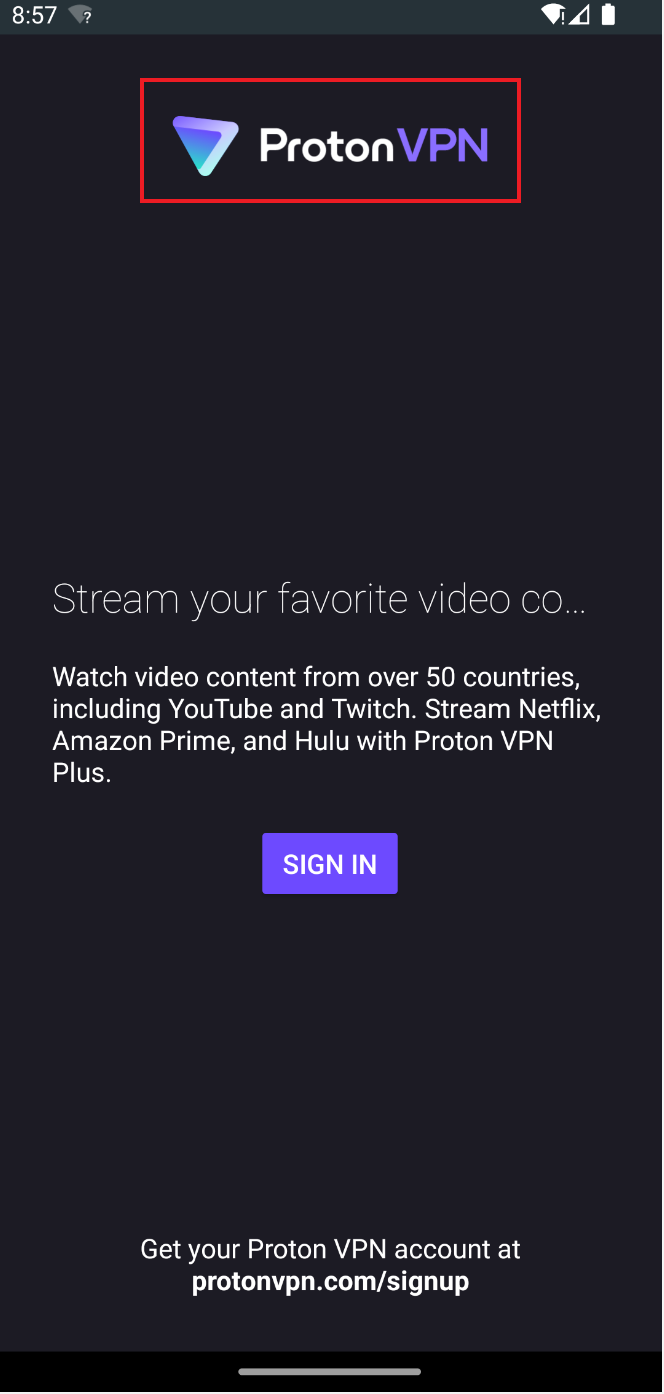 8:57
ProtonVPN
Stream your favorite video co...
Watch video content from over 50 countries,
including YouTube and Twitch. Stream Netflix,
Amazon Prime, and Hulu with Proton VPN
Plus.
SIGN IN
Get your Proton VPN account at
protonvpn.com/signup